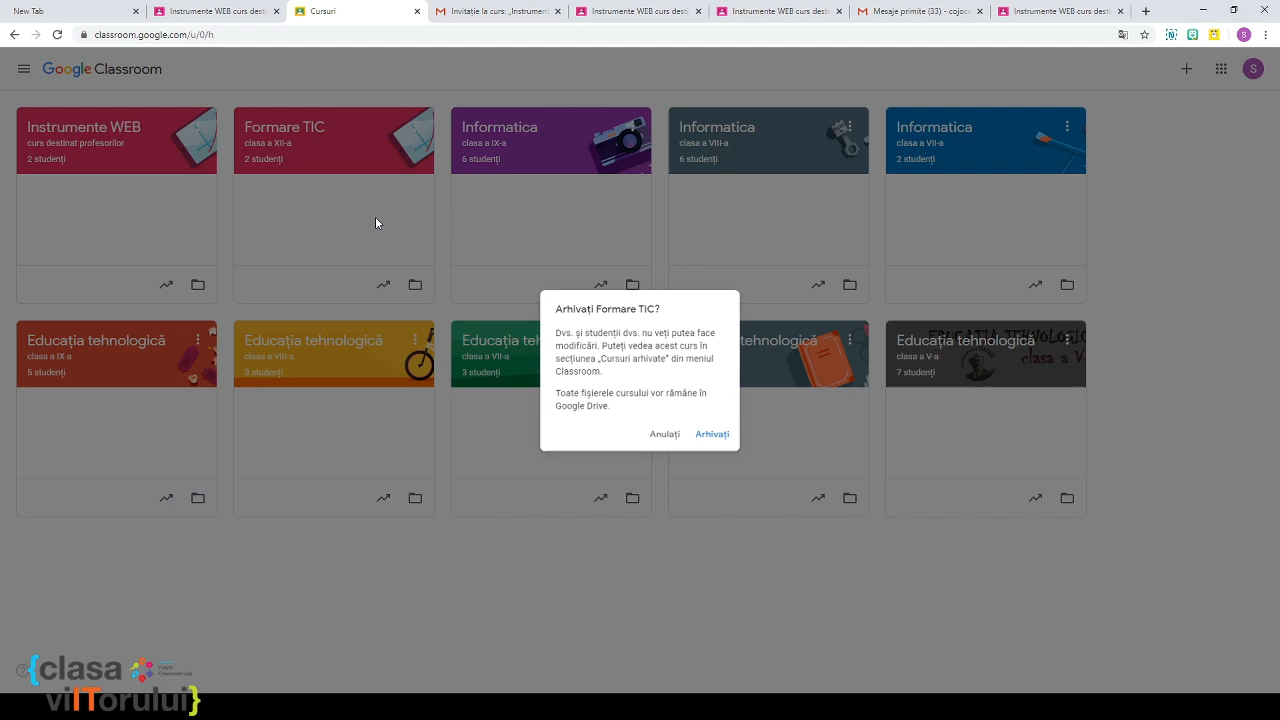 New Tab
Instrumente WEB curs desti
Cursuri
Invitație la curs: „Instrument
Instrumente WEB curs desti
Instrumente WEB curs desti
Mesaje primite (33) - cojoca
Instrumente WEB curs desti
classroom.google.com/u/0/h
S
Google Classroom
S
Instrumente WEB
curs destinat profesorilor
2 studenți
Formare TIC
clasa a XII-a
2 studenți
Informatica
clasa a IX-a
6 studenți
Informatica
clasa a VIII-a
6 studenți
Informatica
clasa a VII-a
2 studenți
Educația tehnologică
clasa a IX-a
5 studenți
Educația tehnologică
clasa a VIII-a
3 studenți
Educația te
clasa a VII-a
3 studenți
tehnologică
Educația tehnologică
clasa a V-a
7 studenți
EDUCAȚIA TEHNOLOGIC
clasa a V-
Arhivați Formare TIC?
Dvs. și studenții dvs. nu veți putea face
modificări. Puteți vedea acest curs în
secțiunea „Cursuri arhivate” din meniul
Classroom.
Toate fișierele cursului vor rămâne în
Google Drive.
Anulați
Arhivați
{clasa
viITorului}